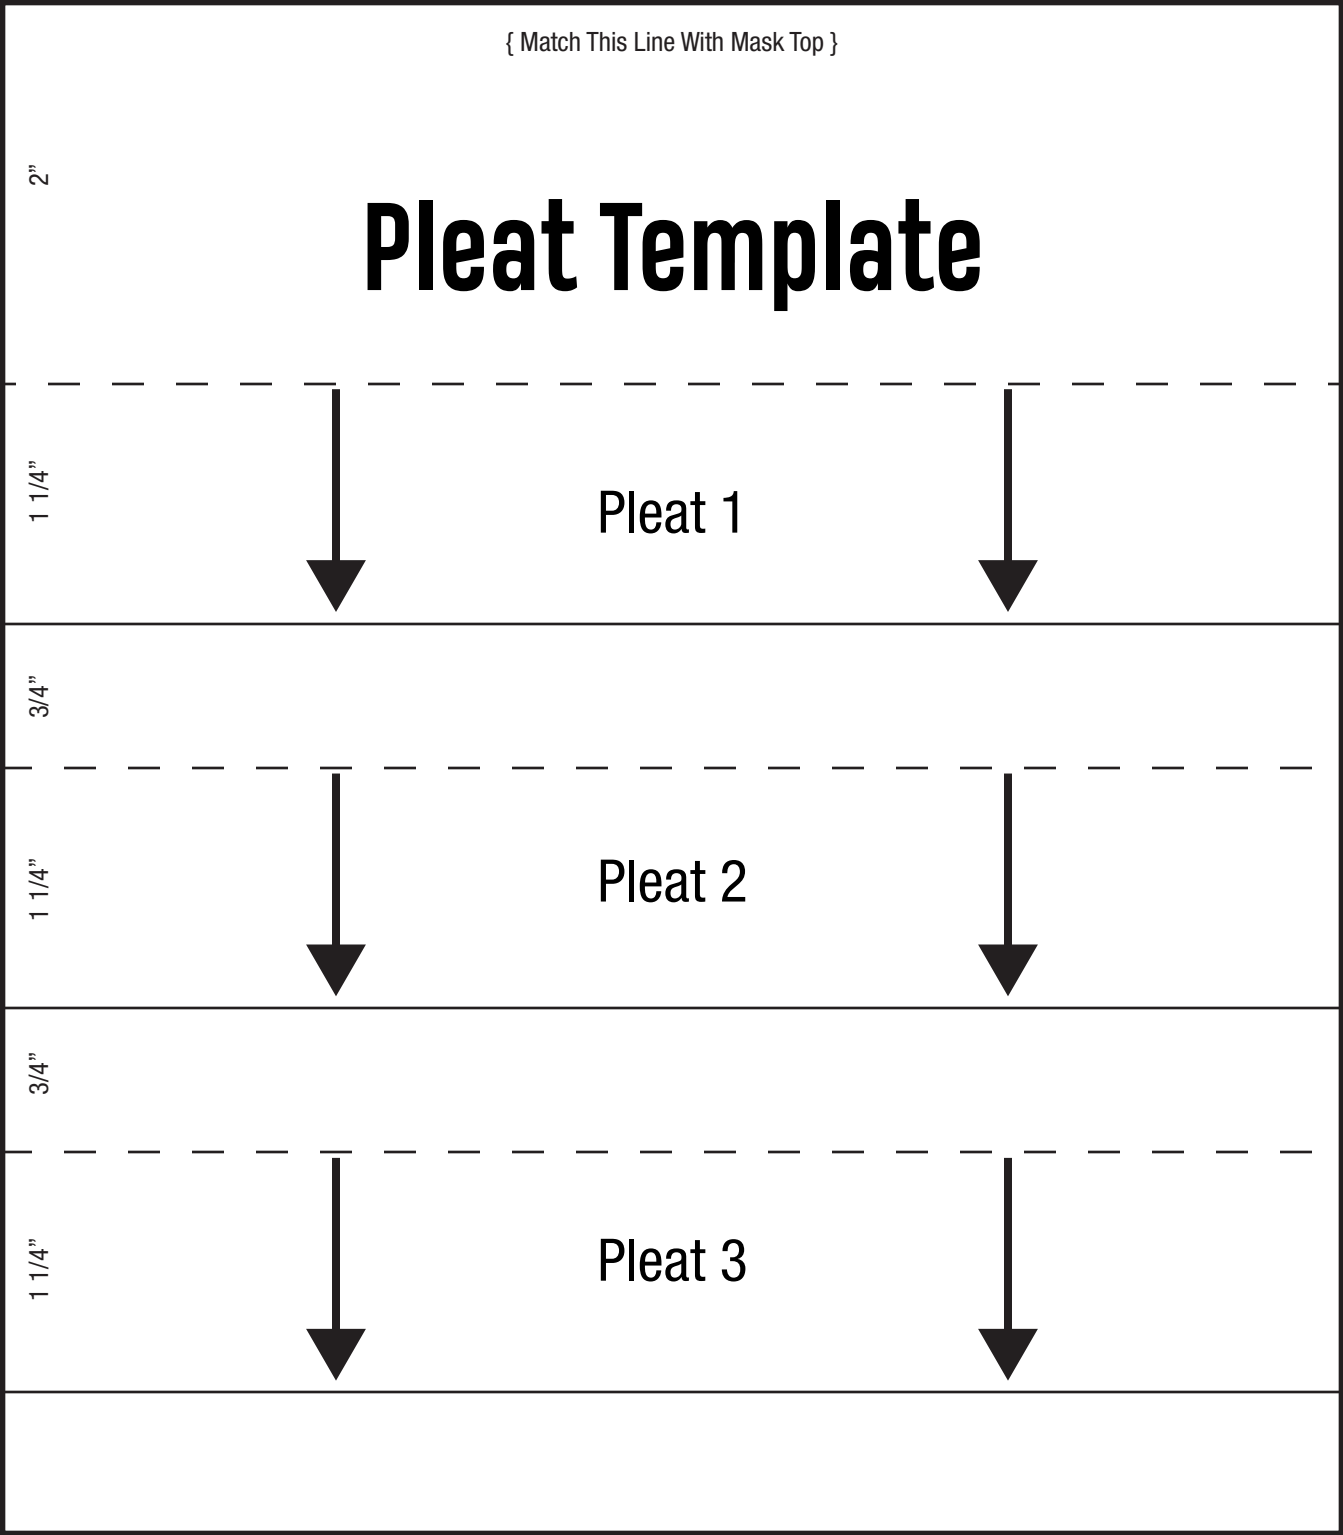 { Match This Line With Mask Top }
2”
Pleat Template
1 1/4”
Pleat 1
3/4”
1 1/4”
Pleat 2
3/4”
1 1/4”
Pleat 3